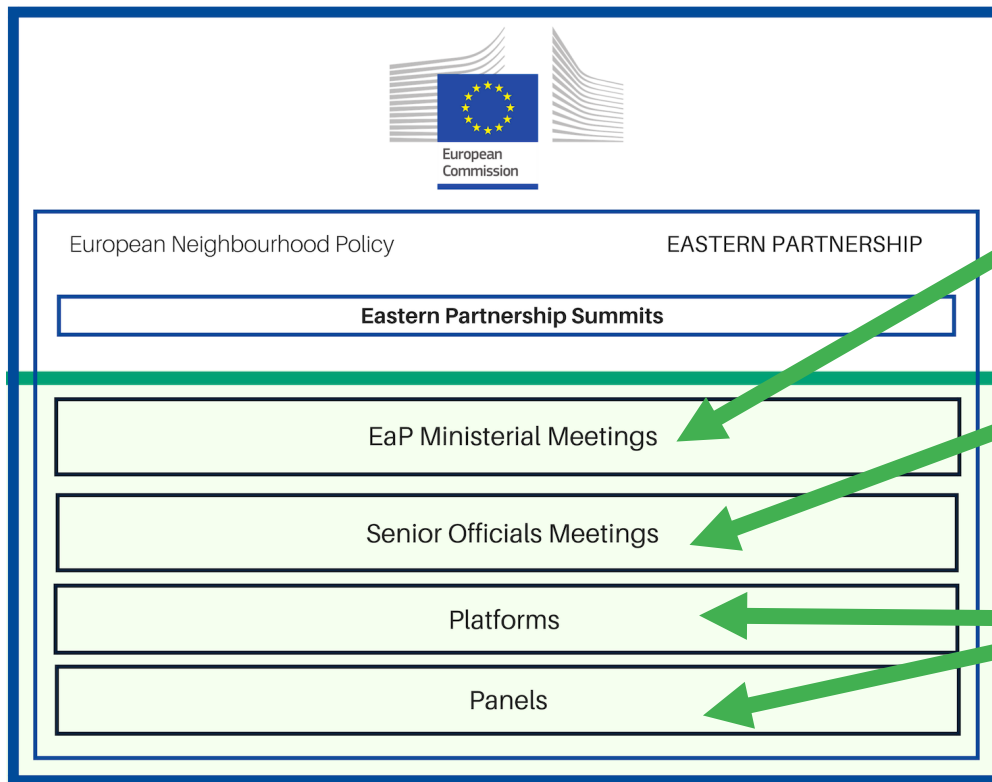 European
Commission
European Neighbourhood Policy
EASTERN PARTNERSHIP
Eastern Partnership Summits
EaP Ministerial Meetings
Senior Officials Meetings
Platforms
Panels